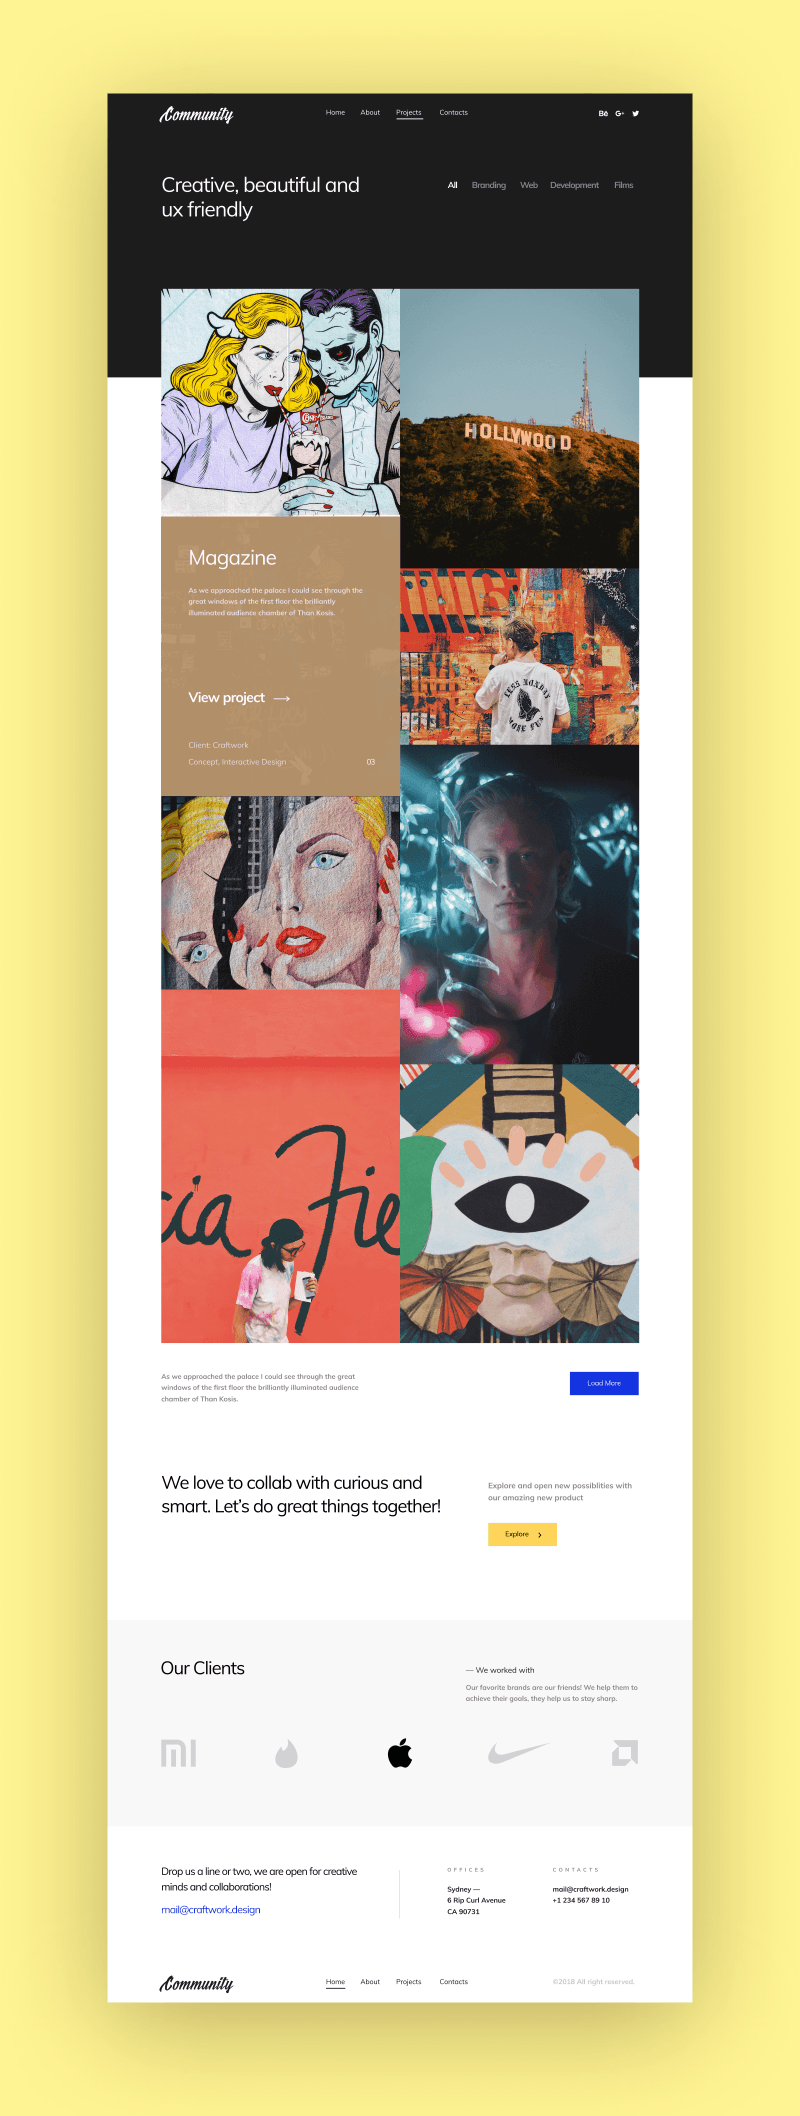 Community
Home About Projects Contacts
Bē G+
Creative, beautiful and
ux friendly
All Branding Web Development Films
HOLLYWOOD
Magazine
As we approached the palace I could see through the
great windows of the first floor the brilliantly
illuminated audience chamber of Than Kosis.
View project
Client: Craftwork
Concept, Interactive Design 03
LESS MONDAY
MORE FUN
cia Fie
As we approached the palace I could see through the great
windows of the first floor the brilliantly illuminated audience
chamber of Than Kosis.
Load More
We love to collab with curious and
smart. Let's do great things together!
Explore and open new possiblities with
our amazing new product
Explore
Our Clients
— We worked with
Our favorite brands are our friends! We help them to
achieve their goals, they help us to stay sharp.
Drop us a line or two, we are open for creative
minds and collaborations!
mail@craftwork.design
OFFICES
Sydney —
6 Rip Curl Avenue
CA 90731
CONTACTS
mail@craftwork.design
+1 234 567 89 10
Community
Home About Projects Contacts
©2018 All right reserved.